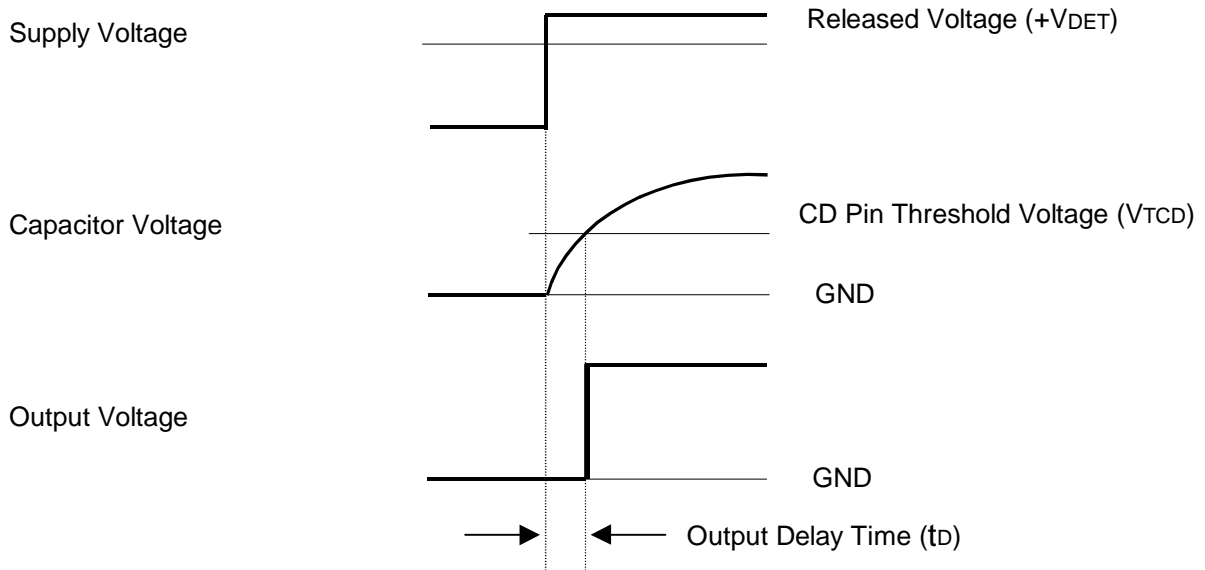 Supply Voltage
Released Voltage (+VDET)
Capacitor Voltage
CD Pin Threshold Voltage (VTCD)
GND
Output Voltage
GND
Output Delay Time (tD)